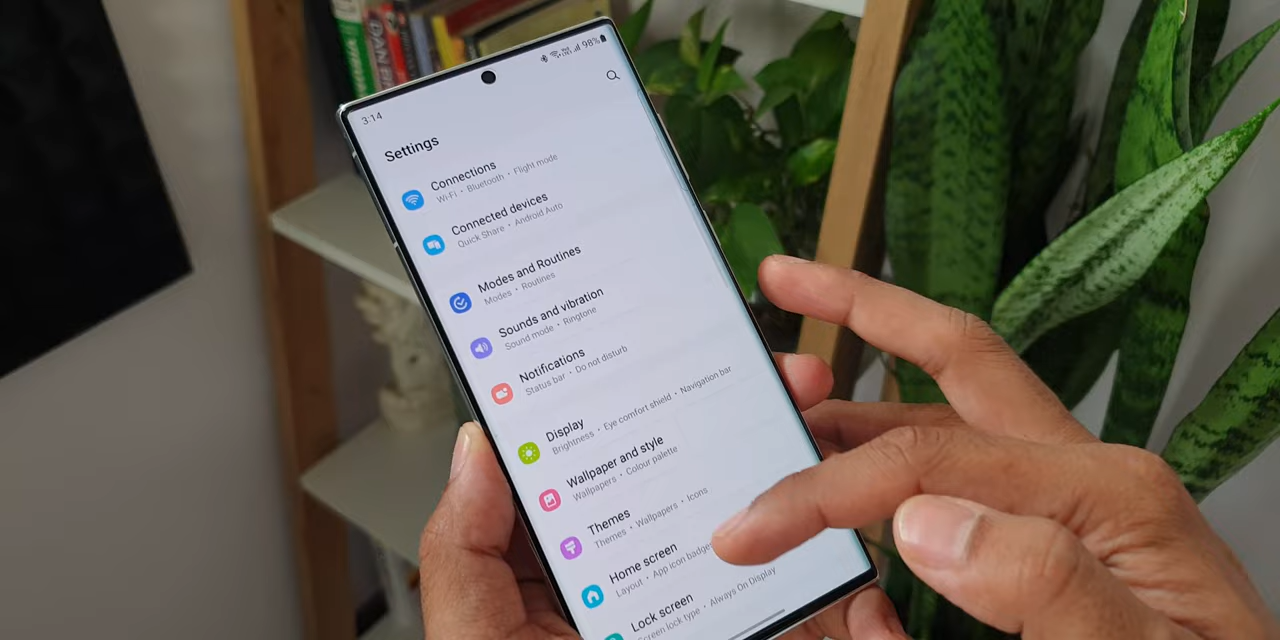 3:14
98%
Settings
Connections
Wi-Fi • Bluetooth • Flight mode
Connected devices
Quick Share • Android Auto
Modes and Routines
Modes • Routines
Sounds and vibration
Sound mode • Ringtone
Notifications
Status bar • Do not disturb
Display
Brightness • Eye comfort shield • Navigation bar
Wallpaper and style
Wallpapers • Colour palette
Themes
Themes • Wallpapers • Icons
Home screen
Layout • App icon badges
Lock screen
Screen lock type • Always On Display